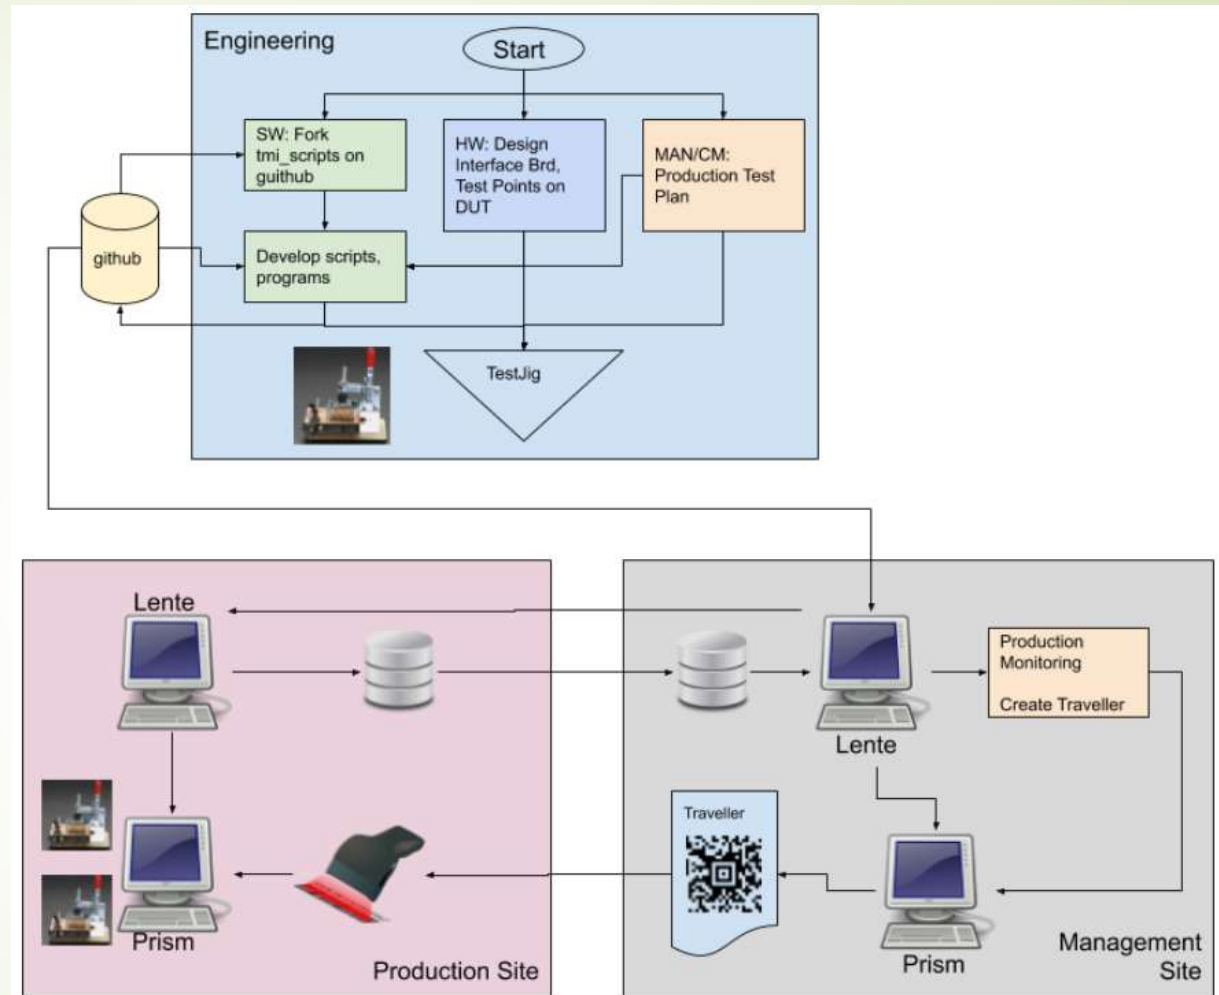 Engineering
Start
SW: Fork
tmi_scripts on
guithub
HW: Design
Interface Brd,
Test Points on
DUT
MAN/CM:
Production Test
Plan
github
Develop scripts,
programs
TestJig
Lente
Production
Monitoring
Create Traveller
Lente
Traveller
Prism
Production Site
Prism
Management
Site